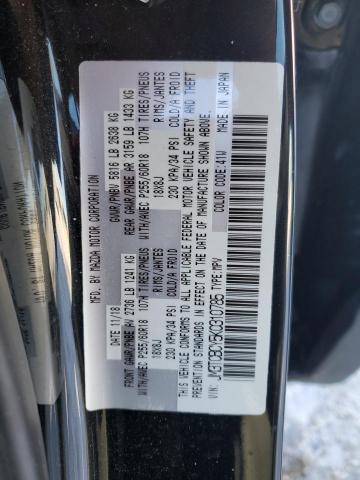 MFD. BY MAZDA MOTOR CORPORATION
DATE: 11/18 GVWR/PNBV 5816 LB 2638 KG
FRONT GAWR/PNBE AV 2736 LB 1241 KG REAR GAWR/PNBE AR 3159 LB 1433 KG
WITH/AVEC P255/60R18 107H TIRES/PNEUS WITH/AVEC P255/60R18 107H TIRES/PNEUS
18X8J RIMS/JANTES 18X8J RIMS/JANTES
230 KPA/34 PSI COLD/A FROID 230 KPA/34 PSI COLD/A FROID
THIS VEHICLE CONFORMS TO ALL APPLICABLE FEDERAL MOTOR VEHICLE SAFETY AND THEFT
PREVENTION STANDARDS IN EFFECT ON THE DATE OF MANUFACTURE SHOWN ABOVE.
VIN: JM3TCBCY5K0310785 TYPE: MPV COLOR CODE: 41W MADE IN JAPAN